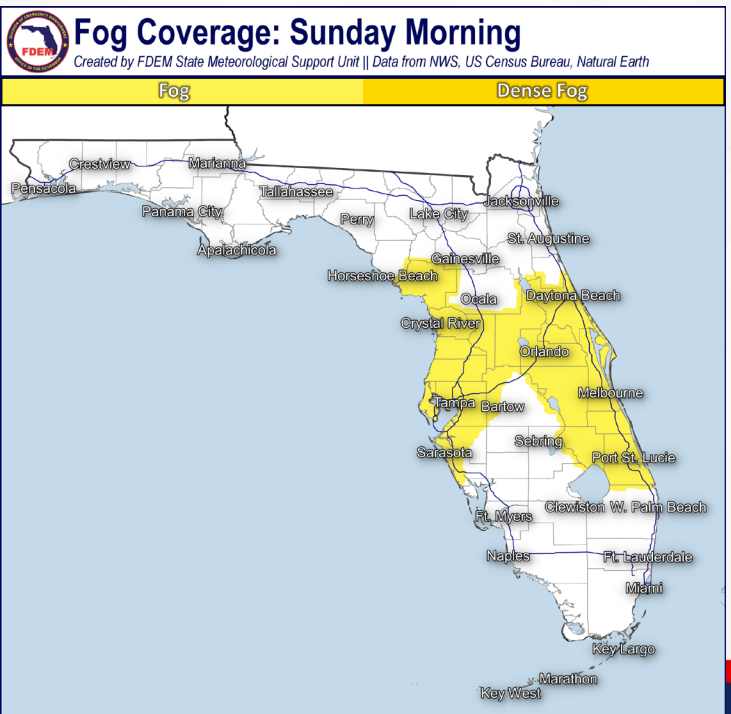 Fog Coverage: Sunday Morning
FDEM
Created by FDEM State Meteorological Support Unit || Data from NWS, US Census Bureau, Natural Earth
Fog
Dense Fog
Crestview
Marianna
Pensacola
Tallahassee
Jacksonville
Panama City
Perry
Lake City
Apalachicola
St. Augustine
Gainesville
Horseshoe Beach
Ocala
Daytona Beach
Crystal River
Orlando
Tampa
Bartow
Melbourne
Sebring
Sarasota
Port St. Lucie
Clewiston
W. Palm Beach
Ft. Myers
Naples
Ft. Lauderdale
Miami
Key Largo
Marathon
Key West